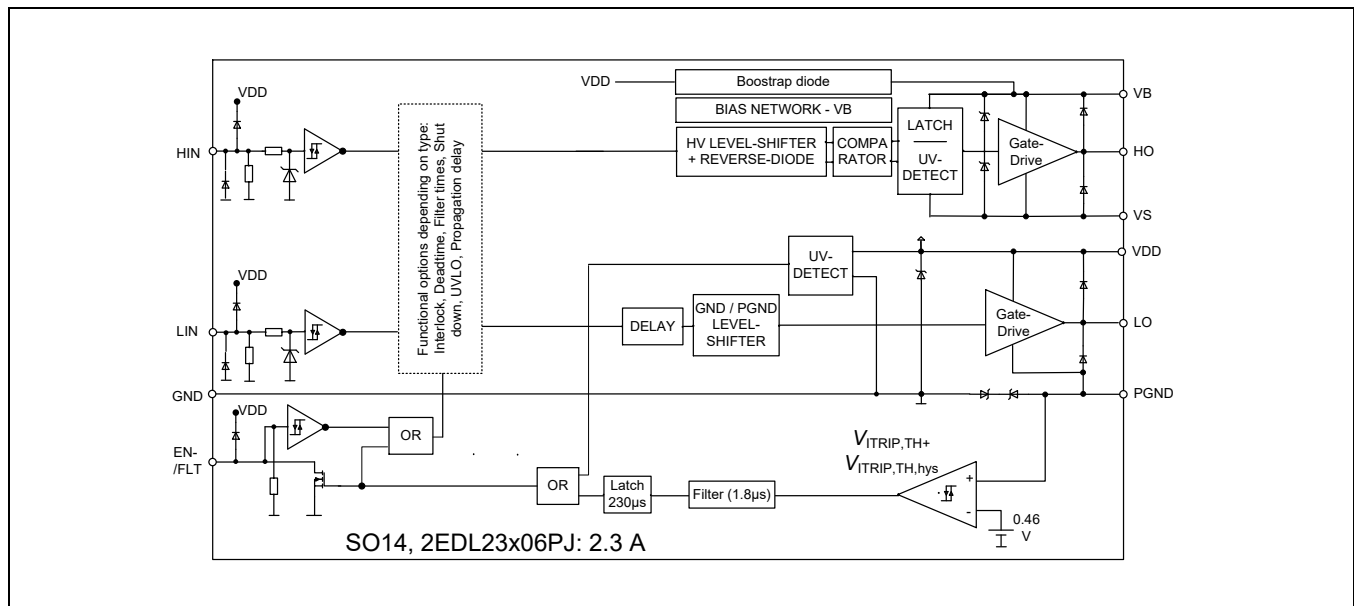 VDD
Boostrap diode
VDD
VB
BIAS NETWORK - VB
LATCH
HIN
HV LEVEL-SHIFTER
+ REVERSE-DIODE
COMPA
RATOR
UV-
DETECT
Gate-
Drive
HO
VS
Functional options depending on type:
Interlock, Deadtime, Filter times, Shut
down, UVLO, Propagation delay
VDD
UV-
DETECT
VDD
LIN
DELAY
GND / PGND
LEVEL-
SHIFTER
Gate-
Drive
LO
GND
PGND
VDD
OR
EN-
/FLT
VITRIP,TH+
VITRIP,TH,hys
OR
Latch
230µs
Filter (1.8µs)
+
-
0.46
V
SO14, 2EDL23x06PJ: 2.3 A